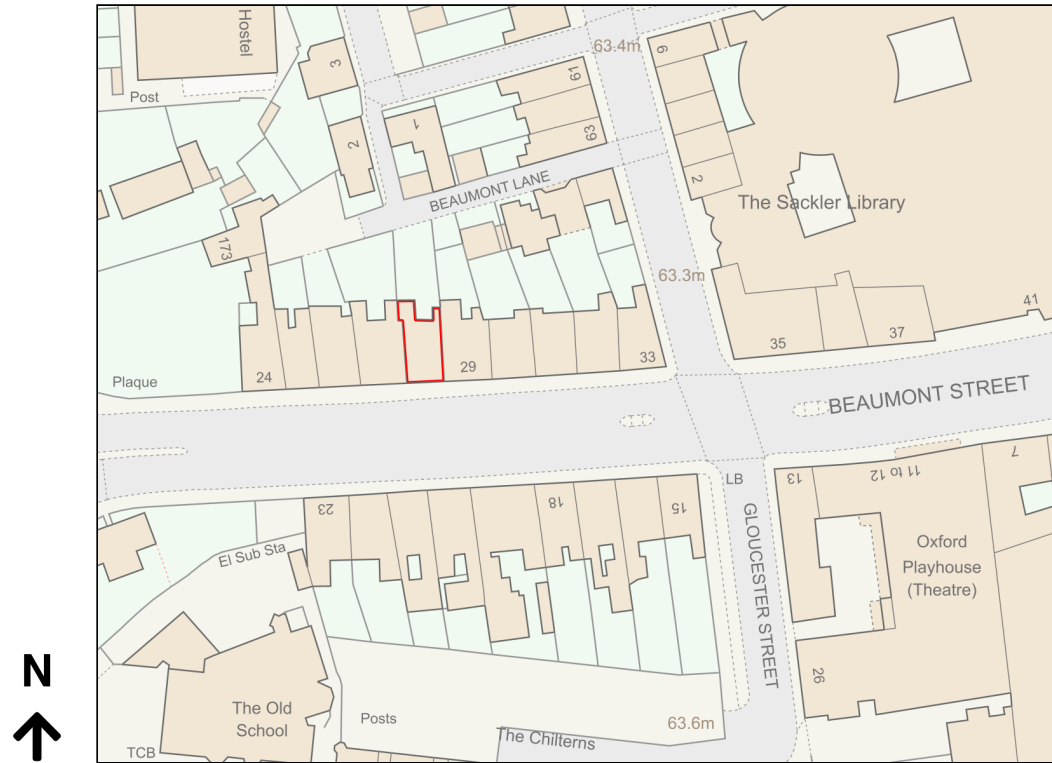 Hostel
63.4m
9
3
Post
61
1
63
2
BEAUMONT LANE
2
The Sackler Library
173
63.3m
41
37
35
33
29
24
Plaque
BEAUMONT STREET
7
11 to 12
13
LB
23
18
15
El Sub Sta
GLOUCESTER STREET
Oxford
Playhouse
(Theatre)
26
N
The Old
School
Posts
63.6m
The Chilterns
TCB